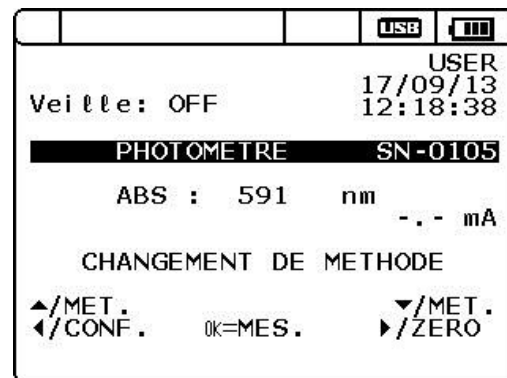 USB
USER
17/09/13
Veille: OFF 12:18:38
PHOTOMETRE SN-0105
ABS : 591 nm
-.- mA
CHANGEMENT DE METHODE
▲/MET. ▼/MET.
◀/CONF. OK=MES. ▶/ZERO